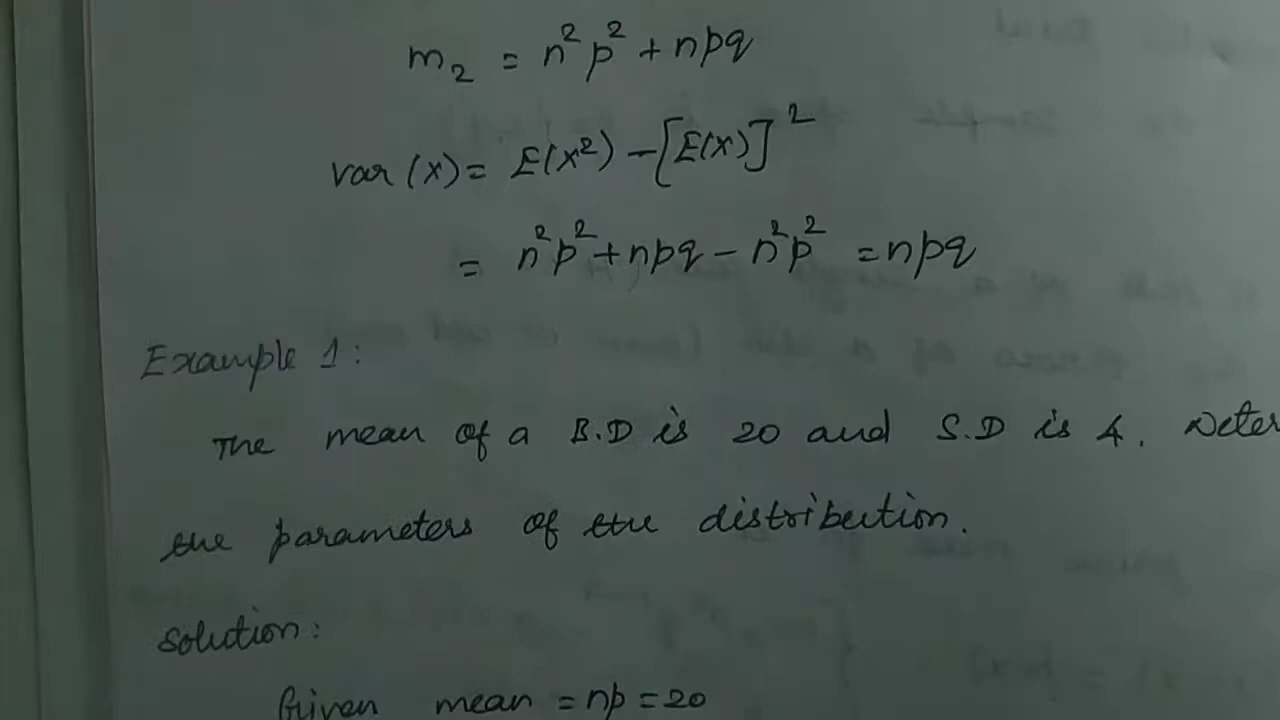 m₂ = n²p² + npq
var(x) = E(x²) - [E(x)]²
= n²p² + npq - n²p² = npq
Example 1:
The mean of a B.D is 20 and S.D is 4. Deter
the parameters of the distribution.
Solution:
Given mean = np = 20